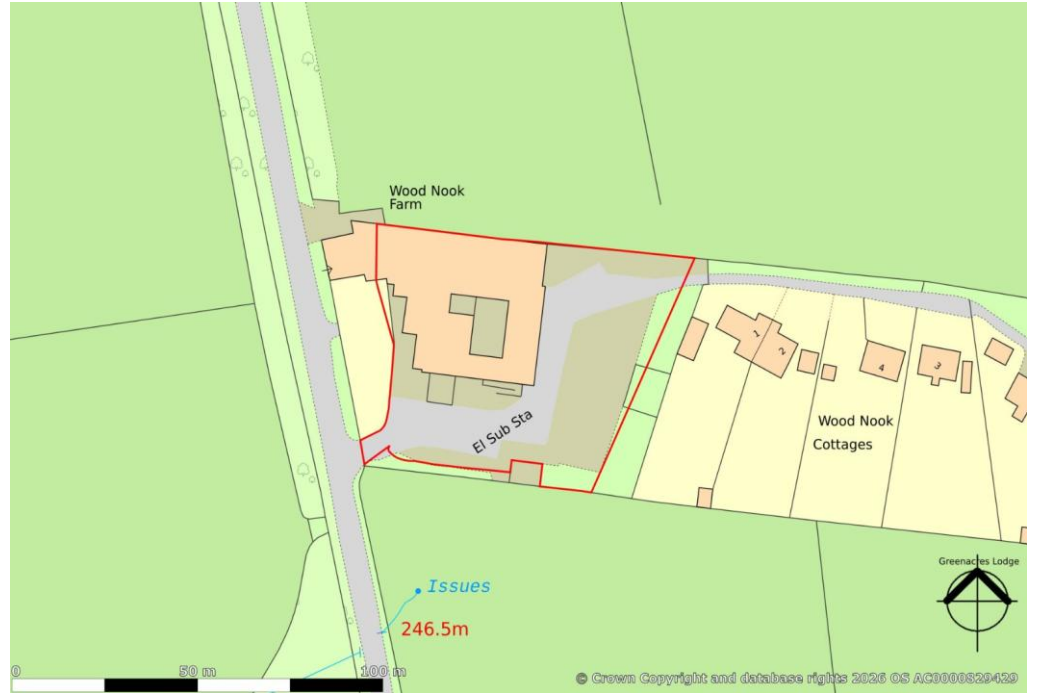 Wood Nook
Farm
1
2
4
3
El Sub Sta
Wood Nook
Cottages
Greenacres Lodge
Issues
246.5m
0
50 m
100 m
© Crown Copyright and database rights 2026 OS AC0000829429